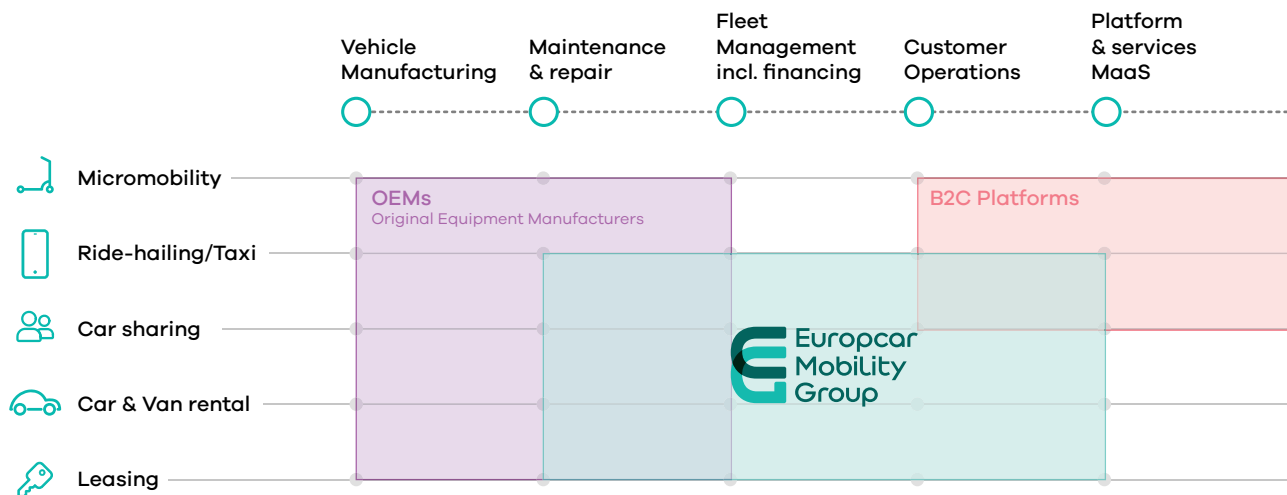 Vehicle
Manufacturing
Maintenance
& repair
Fleet
Management
incl. financing
Customer
Operations
Platform
& services
MaaS
Micromobility
OEMs
Original Equipment Manufacturers
B2C Platforms
Ride-hailing/Taxi
Car sharing
Europcar
Mobility
Group
Car & Van rental
Leasing